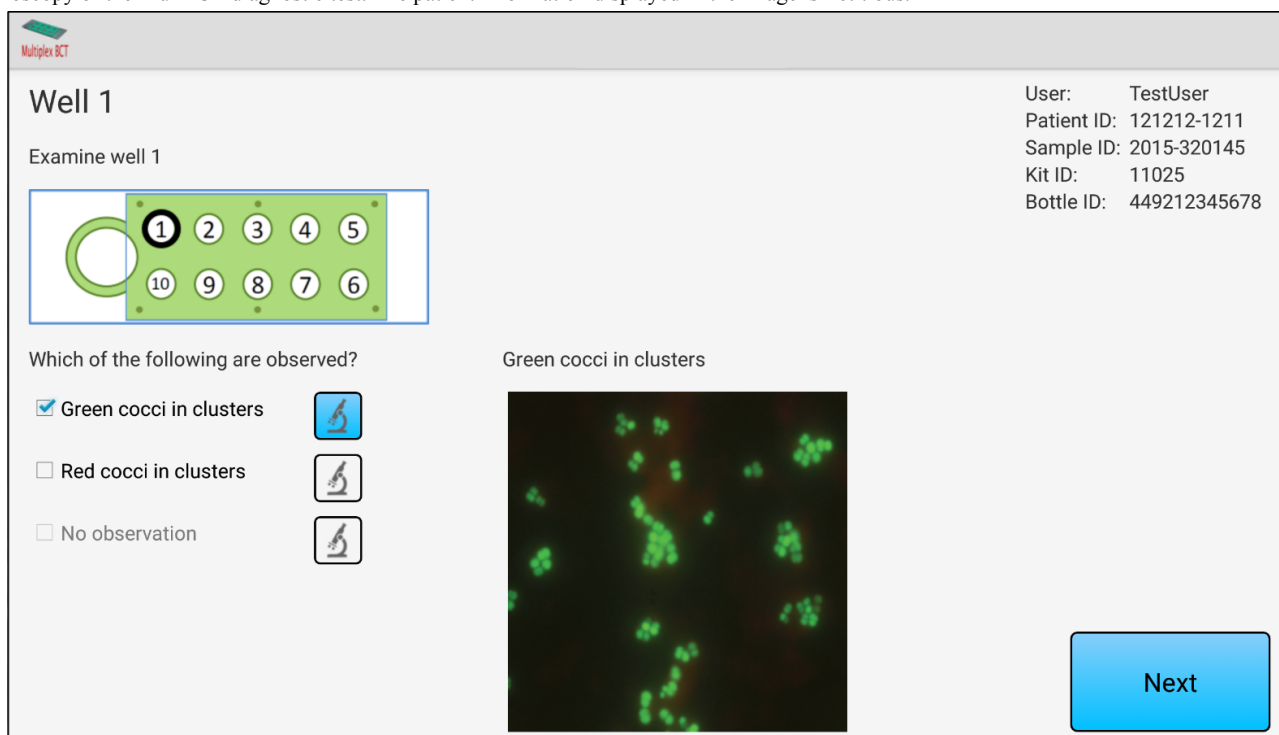 Multiplex BCT
Well 1
Examine well 1
User: TestUser
Patient ID: 121212-1211
Sample ID: 2015-320145
Kit ID: 11025
Bottle ID: 449212345678
1 2 3 4 5
10 9 8 7 6
Which of the following are observed?
Green cocci in clusters
Red cocci in clusters
No observation
Green cocci in clusters
Next